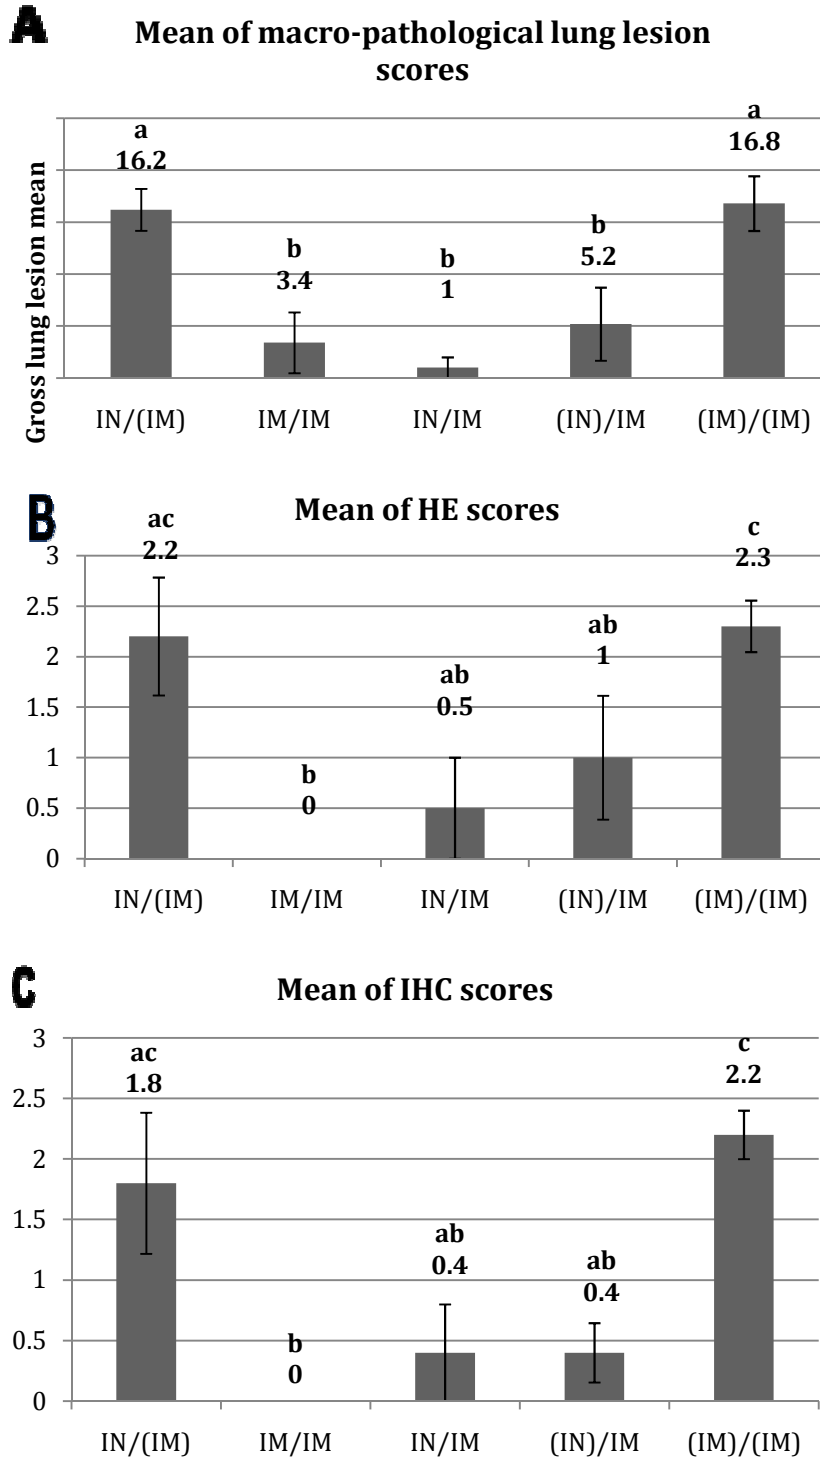 A
Mean of macro-pathological lung lesion
scores
Gross lung lesion mean
a
16.2
b
3.4
b
1
b
5.2
a
16.8
IN/(IM)
IM/IM
IN/IM
(IN)/IM
(IM)/(IM)
B
Mean of HE scores
3
2.5
2
1.5
1
0.5
0
ac
2.2
b
0
ab
0.5
ab
1
c
2.3
IN/(IM)
IM/IM
IN/IM
(IN)/IM
(IM)/(IM)
C
Mean of IHC scores
3
2.5
2
1.5
1
0.5
0
ac
1.8
b
0
ab
0.4
ab
0.4
c
2.2
IN/(IM)
IM/IM
IN/IM
(IN)/IM
(IM)/(IM)